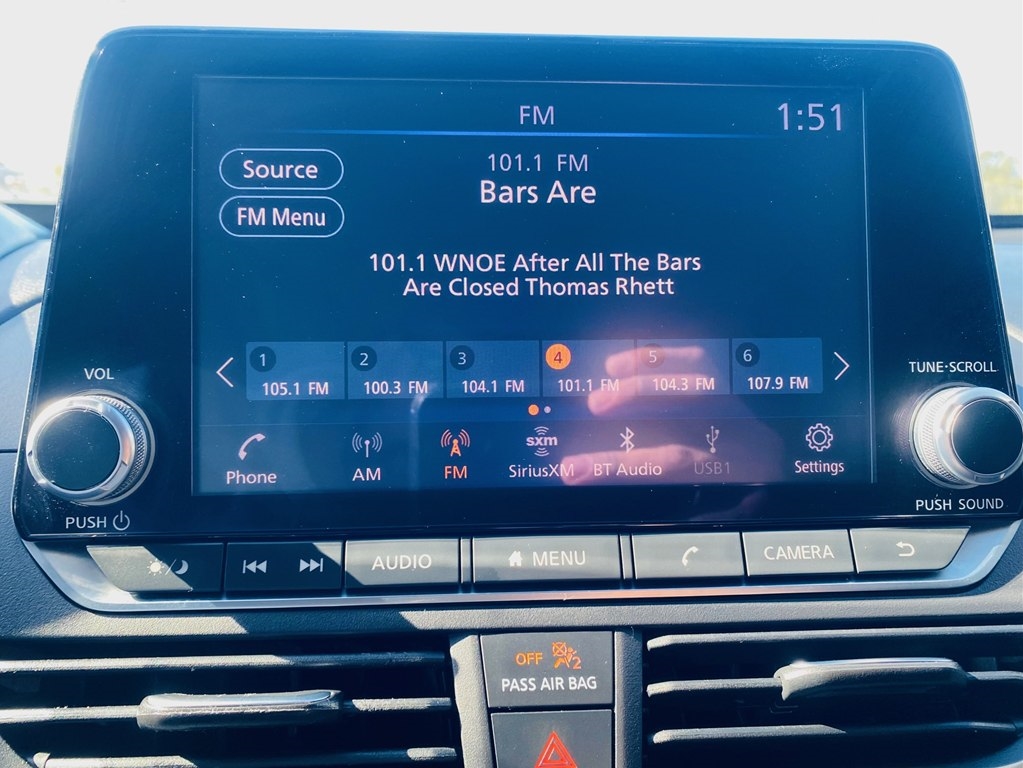 FM
1:51
Source
101.1 FM
Bars Are
FM Menu
101.1 WNOE After All The Bars
Are Closed Thomas Rhett
1 2 3 4 5 6
105.1 FM 100.3 FM 104.1 FM 101.1 FM 104.3 FM 107.9 FM
VOL
TUNE·SCROLL
sxm
Phone AM FM SiriusXM BT Audio USB1 Settings
PUSH
PUSH SOUND
AUDIO
MENU
CAMERA
OFF 2
PASS AIR BAG